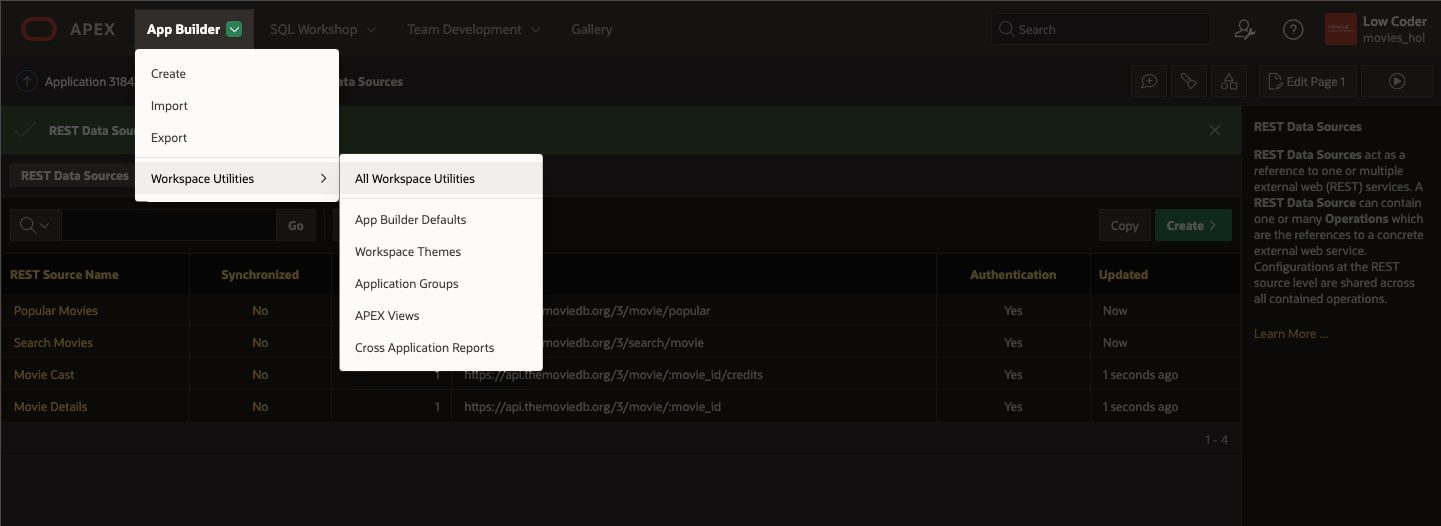 APEX
App Builder
SQL Workshop
Team Development
Gallery
Search
Low Coder
movies_hol
Create
Import
Export
Workspace Utilities
All Workspace Utilities
App Builder Defaults
Workspace Themes
Application Groups
APEX Views
Cross Application Reports
Application 3184
ta Sources
Edit Page 1
REST Data Sour
REST Data Sources
Go
Copy
Create
REST Source Name
Synchronized
Authentication
Updated
Popular Movies
No
moviedb.org/3/movie/popular
Yes
Now
Search Movies
No
moviedb.org/3/search/movie
Yes
Now
Movie Cast
No
1
https://api.themoviedb.org/3/movie/:movie_id/credits
Yes
1 seconds ago
Movie Details
No
1
https://api.themoviedb.org/3/movie/:movie_id
Yes
1 seconds ago
1 - 4
REST Data Sources
REST Data Sources act as a
reference to one or multiple
external web (REST) services. A
REST Data Source can contain
one or many Operations which
are the references to a concrete
external web service.
Configurations at the REST
source level are shared across
all contained operations.
Learn More ...